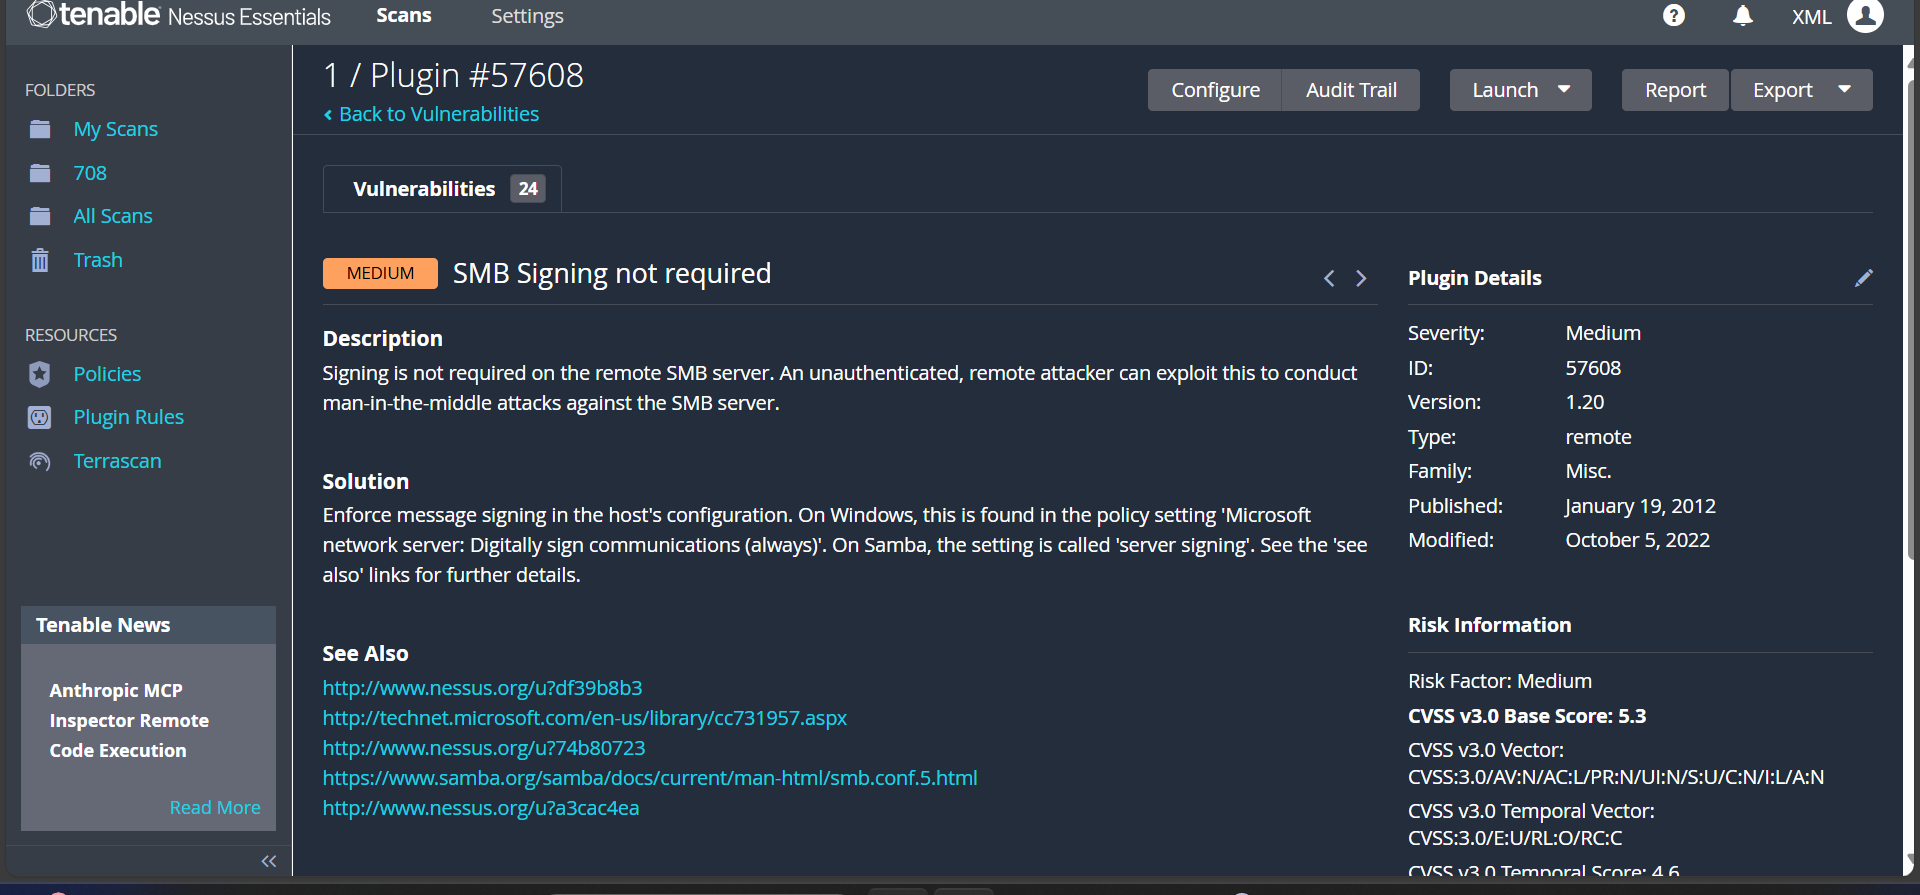 tenable Nessus Essentials
Scans
Settings
XML
FOLDERS
My Scans
708
All Scans
Trash
RESOURCES
Policies
Plugin Rules
Terrascan
Tenable News
Anthropic MCP
Inspector Remote
Code Execution
Read More
1 / Plugin #57608
Back to Vulnerabilities
Configure
Audit Trail
Launch
Report
Export
Vulnerabilities 24
MEDIUM
SMB Signing not required
Description
Signing is not required on the remote SMB server. An unauthenticated, remote attacker can exploit this to conduct
man-in-the-middle attacks against the SMB server.
Solution
Enforce message signing in the host's configuration. On Windows, this is found in the policy setting 'Microsoft
network server: Digitally sign communications (always)'. On Samba, the setting is called 'server signing'. See the 'see
also' links for further details.
See Also
http://www.nessus.org/u?df39b8b3
http://technet.microsoft.com/en-us/library/cc731957.aspx
http://www.nessus.org/u?74b80723
https://www.samba.org/samba/docs/current/man-html/smb.conf.5.html
http://www.nessus.org/u?a3cac4ea
Plugin Details
Severity: Medium
ID: 57608
Version: 1.20
Type: remote
Family: Misc.
Published: January 19, 2012
Modified: October 5, 2022
Risk Information
Risk Factor: Medium
CVSS v3.0 Base Score: 5.3
CVSS v3.0 Vector:
CVSS:3.0/AV:N/AC:L/PR:N/UI:N/S:U/C:N/I:L/A:N
CVSS v3.0 Temporal Vector:
CVSS:3.0/E:U/RL:O/RC:C
CVSS v3.0 Temporal Score: 4.6